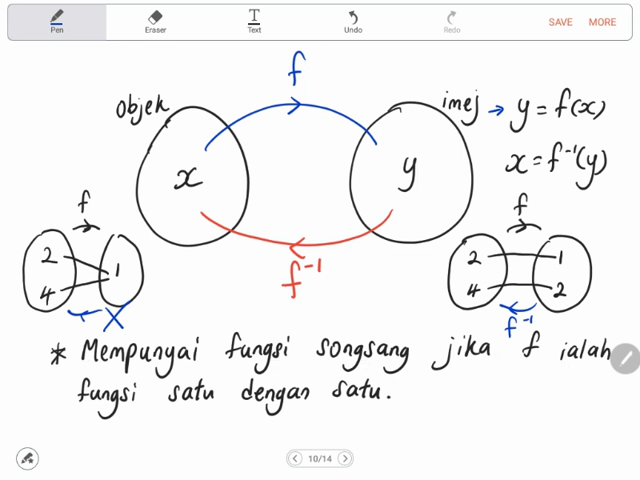 Pen
Eraser
Text
Undo
Redo
SAVE
MORE
f
objek
imej → y = f(x)
x
y
x = f⁻¹(y)
f⁻¹
f
2
4
1
X
f
2
4
1
2
f⁻¹
* Mempunyai fungsi songsang jika f ialah
fungsi satu dengan satu.
10/14